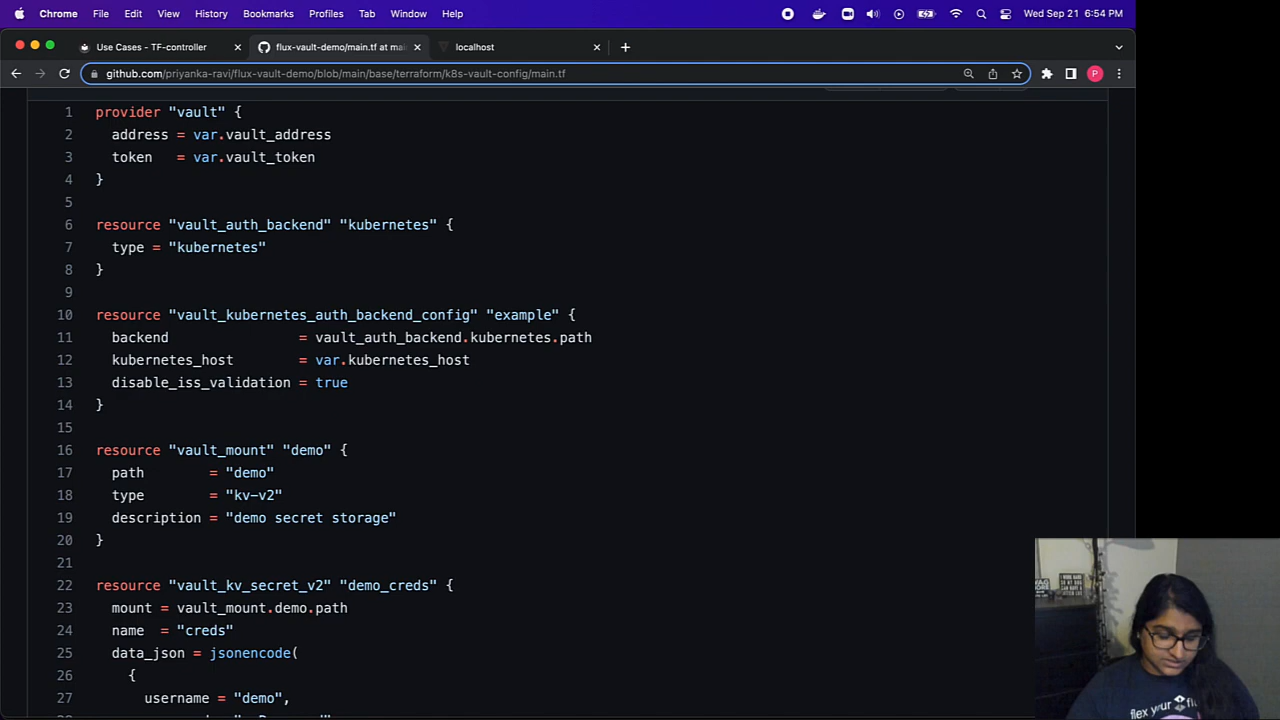 Chrome File Edit View History Bookmarks Profiles Tab Window Help Wed Sep 21 6:54 PM
Use Cases - TF-controller flux-vault-demo/main.tf at mai localhost
github.com/priyanka-ravi/flux-vault-demo/blob/main/base/terraform/k8s-vault-config/main.tf P
1 provider "vault" {
2 address = var.vault_address
3 token = var.vault_token
4 }
5
6 resource "vault_auth_backend" "kubernetes" {
7 type = "kubernetes"
8 }
9
10 resource "vault_kubernetes_auth_backend_config" "example" {
11 backend = vault_auth_backend.kubernetes.path
12 kubernetes_host = var.kubernetes_host
13 disable_iss_validation = true
14 }
15
16 resource "vault_mount" "demo" {
17 path = "demo"
18 type = "kv-v2"
19 description = "demo secret storage"
20 }
21
22 resource "vault_kv_secret_v2" "demo_creds" {
23 mount = vault_mount.demo.path
24 name = "creds"
25 data_json = jsonencode(
26 {
27 username = "demo",
flex your